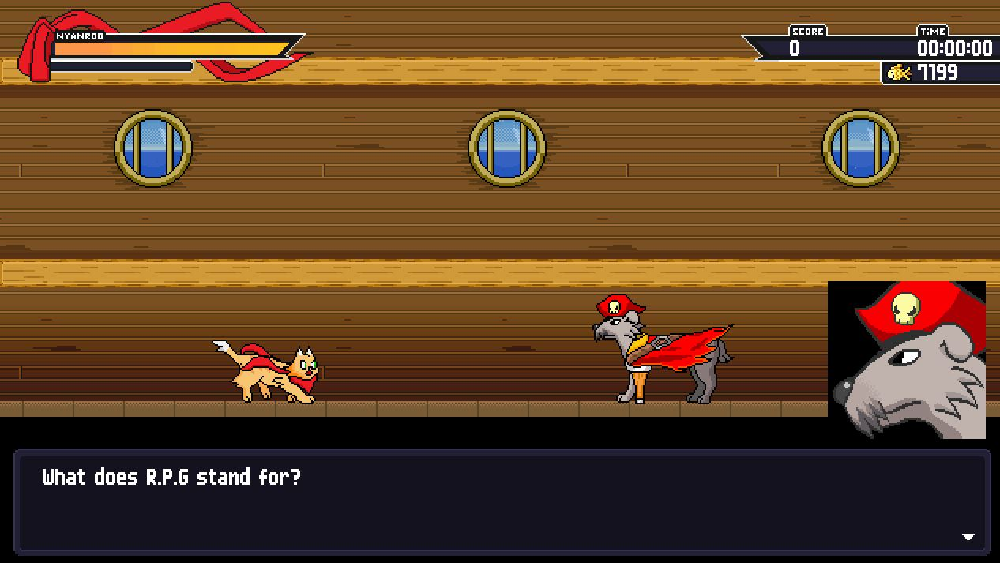 NYANROO
SCORE
TIME
0
00:00:00
7199
What does R.P.G stand for?